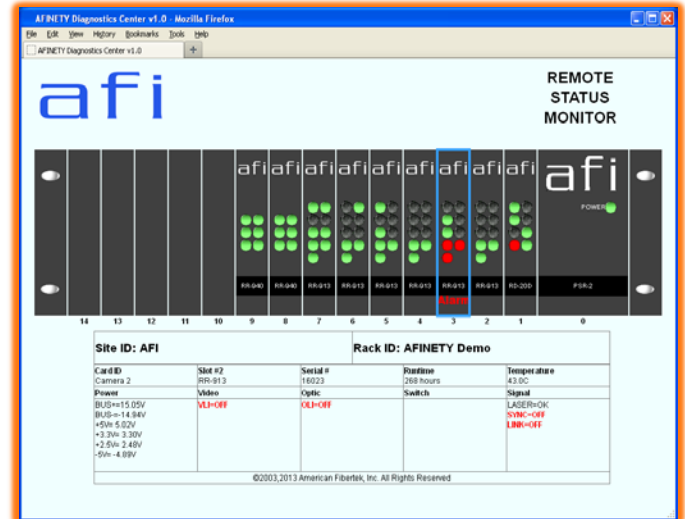 AFINETY Diagnostics Center v1.0 - Mozilla Firefox
File Edit View History Bookmarks Tools Help
AFINETY Diagnostics Center v1.0 +
afi
REMOTE
STATUS
MONITOR
afi afi afi afi afi afi afi afi afi afi
POWER
RR-940 RR-940 RR-913 RR-913 RR-913 RR-913 RR-913 RR-913 RD-20D PSR-2
Alarm
14 13 12 11 10 9 8 7 6 5 4 3 2 1 0
Site ID: AFI Rack ID: AFINETY Demo
Card ID Slot #2 Serial # Runtime Temperature
Camera 2 RR-913 16023 268 hours 43.0C
Power Video Optic Switch Signal
BUS+=15.05V VLI=OFF OLI=OFF LASER=OK
BUS-=-14.94V SYNC=OFF
+5V= 5.02V LINK=OFF
+3.3V= 3.30V
+2.5V= 2.48V
-5V= -4.89V
©2003,2013 American Fibertek, Inc. All Rights Reserved